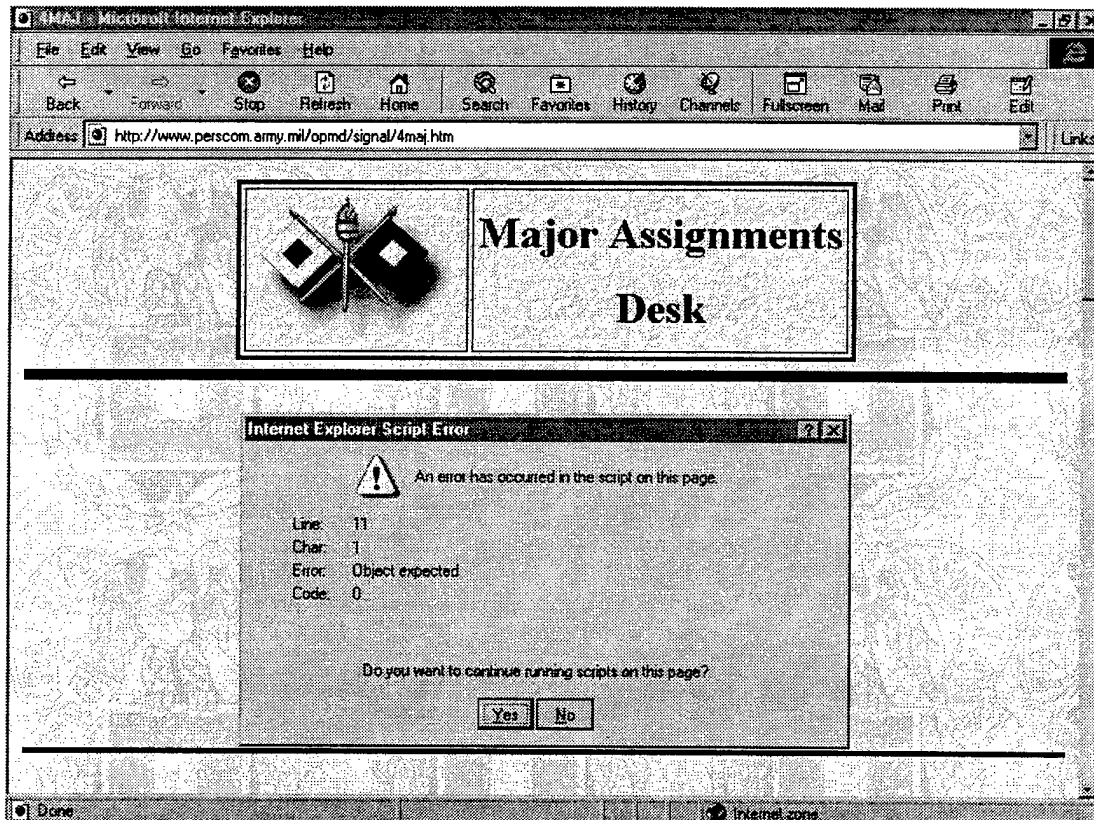 4MAJ - Microsoft Internet Explorer
File Edit View Go Favorites Help
Back Forward Stop Refresh Home Search Favorites History Channels Fullscreen Mail Print Edit
Address http://www.perscom.army.mil/opmd/signal/4maj.htm Links
Major Assignments
Desk
Internet Explorer Script Error
An error has occurred in the script on this page.
Line: 11
Char: 1
Error: Object expected
Code: 0
Do you want to continue running scripts on this page?
Yes No
Done Internet zone